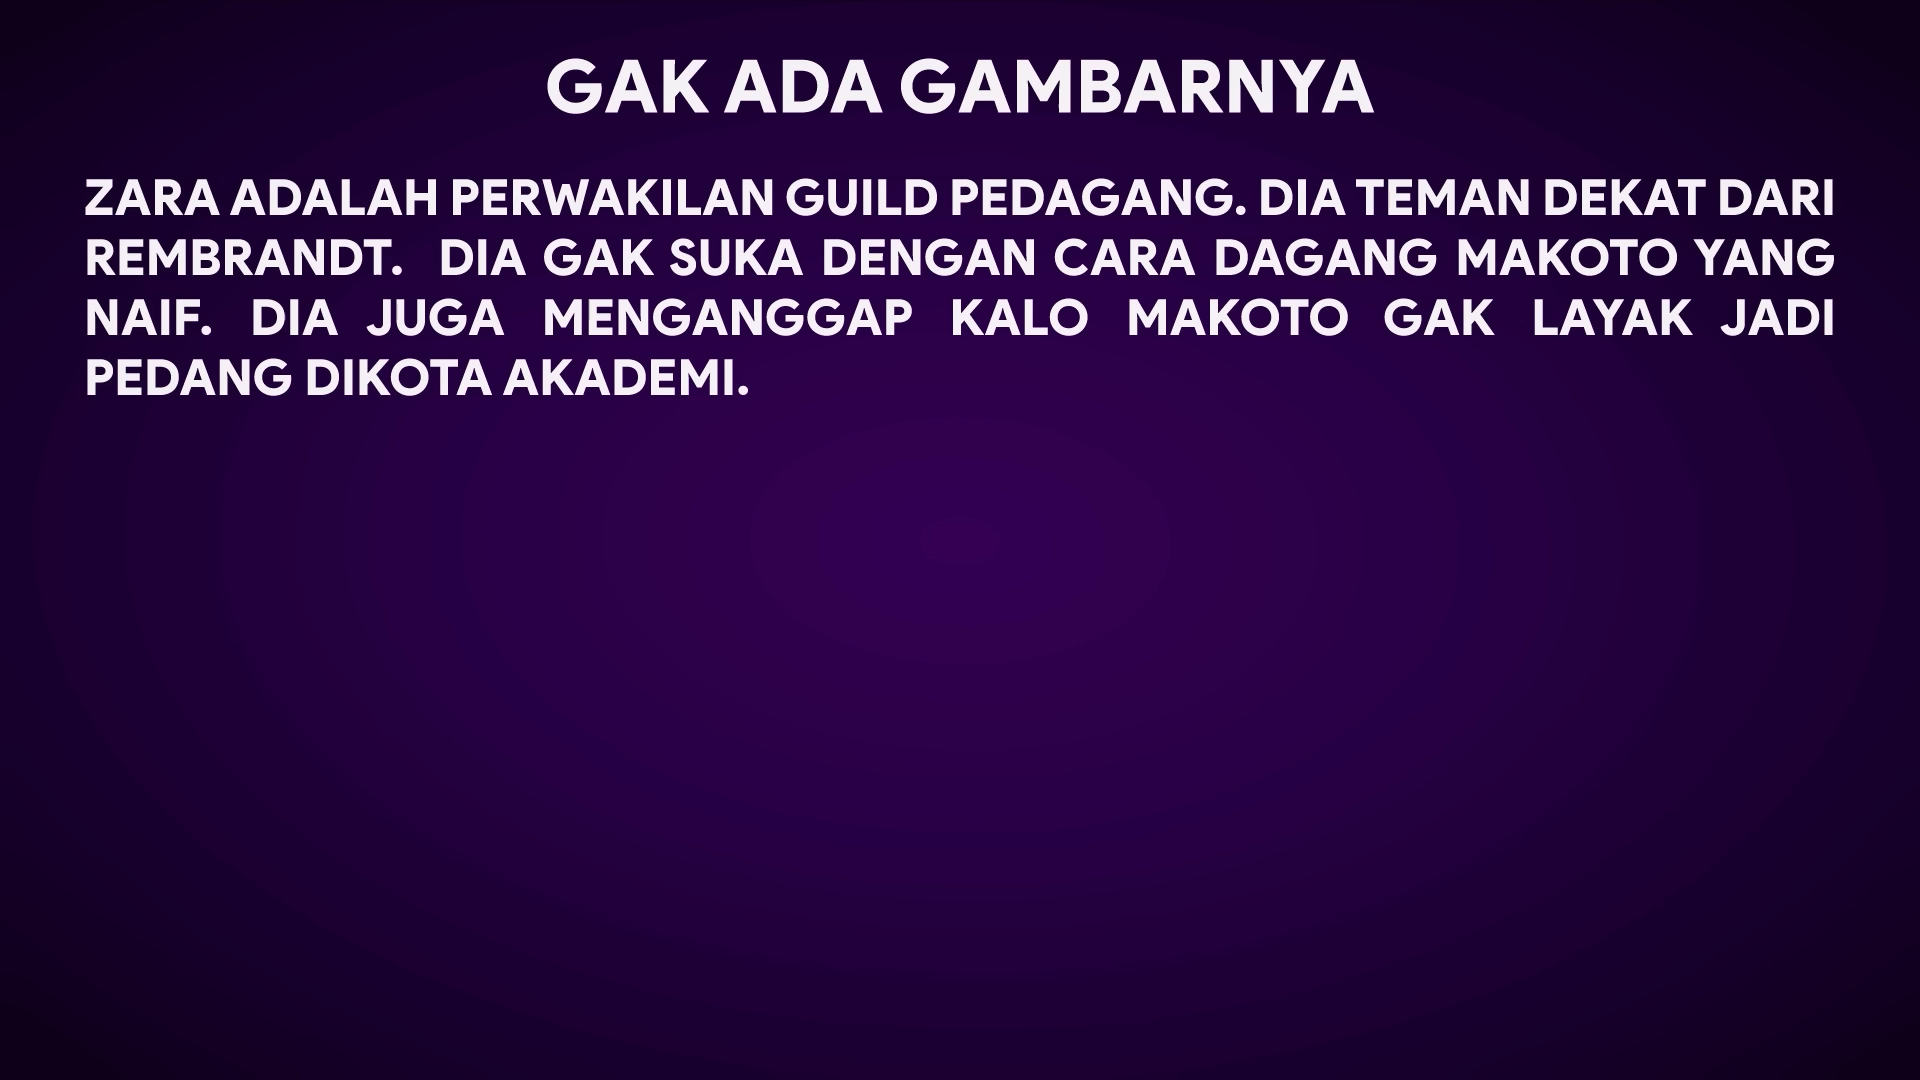 GAK ADA GAMBARNYA
ZARA ADALAH PERWAKILAN GUILD PEDAGANG. DIA TEMAN DEKAT DARI
REMBRANDT. DIA GAK SUKA DENGAN CARA DAGANG MAKOTO YANG
NAIF. DIA JUGA MENGANGGAP KALO MAKOTO GAK LAYAK JADI
PEDANG DIKOTA AKADEMI.